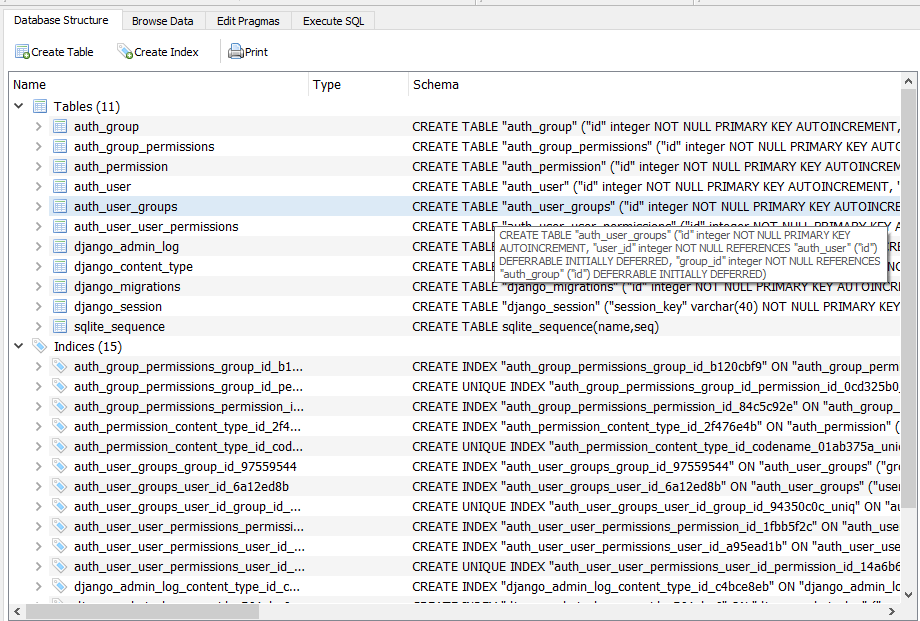 Database Structure Browse Data Edit Pragmas Execute SQL
Create Table Create Index Print
Name Type Schema
Tables (11)
auth_group CREATE TABLE "auth_group" ("id" integer NOT NULL PRIMARY KEY AUTOINCREMENT,
auth_group_permissions CREATE TABLE "auth_group_permissions" ("id" integer NOT NULL PRIMARY KEY AUTO
auth_permission CREATE TABLE "auth_permission" ("id" integer NOT NULL PRIMARY KEY AUTOINCREM
auth_user CREATE TABLE "auth_user" ("id" integer NOT NULL PRIMARY KEY AUTOINCREMENT, "
auth_user_groups CREATE TABLE "auth_user_groups" ("id" integer NOT NULL PRIMARY KEY AUTOINCRE
auth_user_user_permissions CREATE TABLE "auth_user_user_permissions" ("id" integer NOT NULL PRIMARY KEY A
CREATE TABLE "auth_user_groups" ("id" integer NOT NULL PRIMARY KEY
AUTOINCREMENT, "user_id" integer NOT NULL REFERENCES "auth_user" ("id")
DEFERRABLE INITIALLY DEFERRED, "group_id" integer NOT NULL REFERENCES
"auth_group" ("id") DEFERRABLE INITIALLY DEFERRED)
django_admin_log CREATE TABLE
django_content_type CREATE TABLE
django_migrations CREATE TABLE "django_migrations" ("id" integer NOT NULL PRIMARY KEY AUTOINCREM
django_session CREATE TABLE "django_session" ("session_key" varchar(40) NOT NULL PRIMARY KEY
sqlite_sequence CREATE TABLE sqlite_sequence(name,seq)
Indices (15)
auth_group_permissions_group_id_b1... CREATE INDEX "auth_group_permissions_group_id_b120cbf9" ON "auth_group_perm
auth_group_permissions_group_id_pe... CREATE UNIQUE INDEX "auth_group_permissions_group_id_permission_id_0cd325b0_
auth_group_permissions_permission_i... CREATE INDEX "auth_group_permissions_permission_id_84c5c92e" ON "auth_group_
auth_permission_content_type_id_2f4... CREATE INDEX "auth_permission_content_type_id_2f476e4b" ON "auth_permission" (
auth_permission_content_type_id_cod... CREATE UNIQUE INDEX "auth_permission_content_type_id_codename_01ab375a_uniq
auth_user_groups_group_id_97559544 CREATE INDEX "auth_user_groups_group_id_97559544" ON "auth_user_groups" ("gro
auth_user_groups_user_id_6a12ed8b CREATE INDEX "auth_user_groups_user_id_6a12ed8b" ON "auth_user_groups" ("user
auth_user_groups_user_id_group_id_... CREATE UNIQUE INDEX "auth_user_groups_user_id_group_id_94350c0c_uniq" ON "au
auth_user_user_permissions_permissi... CREATE INDEX "auth_user_user_permissions_permission_id_1fbb5f2c" ON "auth_use
auth_user_user_permissions_user_id_... CREATE INDEX "auth_user_user_permissions_user_id_a95ead1b" ON "auth_user_use
auth_user_user_permissions_user_id_... CREATE UNIQUE INDEX "auth_user_user_permissions_user_id_permission_id_14a6b6
django_admin_log_content_type_id_c... CREATE INDEX "django_admin_log_content_type_id_c4bce8eb" ON "django_admin_lo